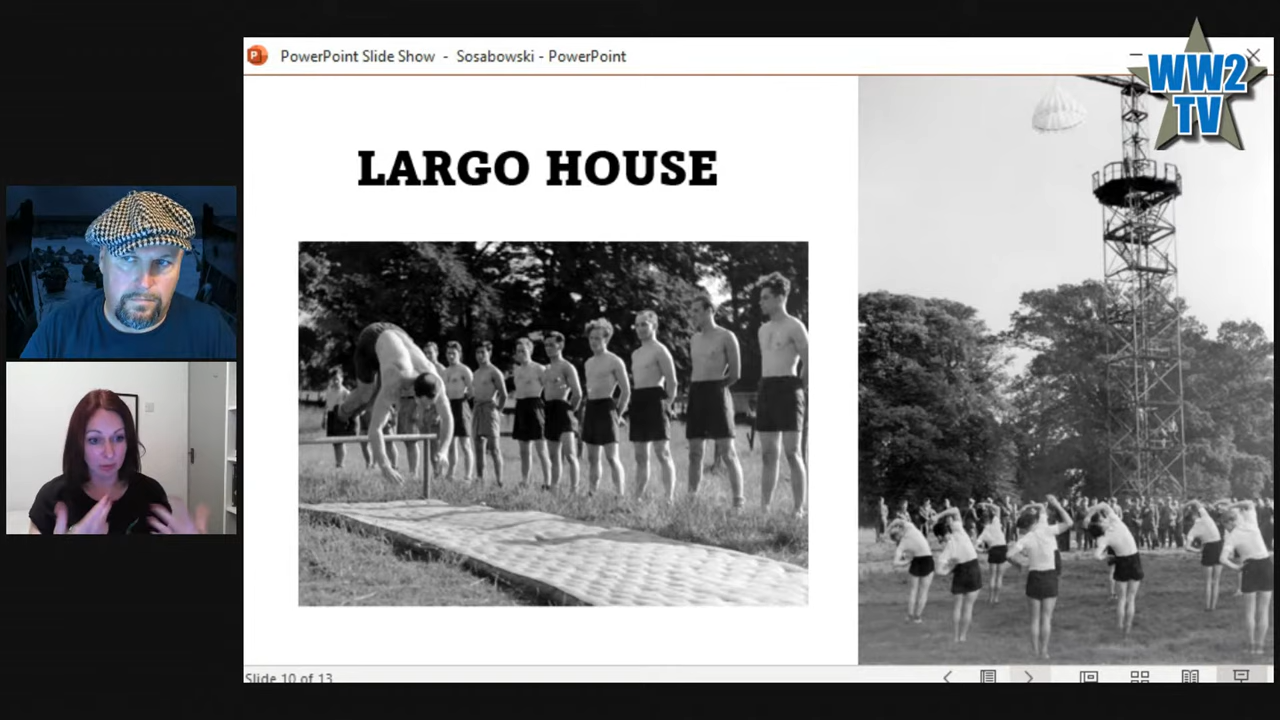 PowerPoint Slide Show - Sosabowski - PowerPoint
WW2
TV
LARGO HOUSE
Slide 10 of 13